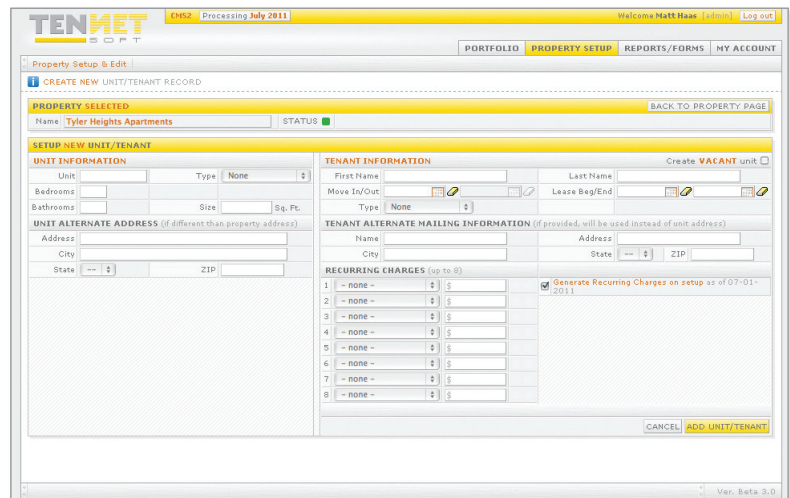 TENNET
SOFT
CMS2 Processing July 2011
Welcome Matt Haas [admin] Log out
PORTFOLIO PROPERTY SETUP REPORTS/FORMS MY ACCOUNT
Property Setup & Edit
i CREATE NEW UNIT/TENANT RECORD
PROPERTY SELECTED BACK TO PROPERTY PAGE
Name Tyler Heights Apartments STATUS
SETUP NEW UNIT/TENANT
UNIT INFORMATION
Unit Type None
Bedrooms
Bathrooms Size Sq. Ft.
UNIT ALTERNATE ADDRESS (if different than property address)
Address
City
State -- ZIP
TENANT INFORMATION Create VACANT unit
First Name Last Name
Move In/Out Lease Beg/End
Type None
TENANT ALTERNATE MAILING INFORMATION (if provided, will be used instead of unit address)
Name Address
City State -- ZIP
RECURRING CHARGES (up to 8)
1 – none – $
2 – none – $
3 – none – $
4 – none – $
5 – none – $
6 – none – $
7 – none – $
8 – none – $
Generate Recurring Charges on setup as of 07-01-
2011
CANCEL ADD UNIT/TENANT
Ver. Beta 3.0